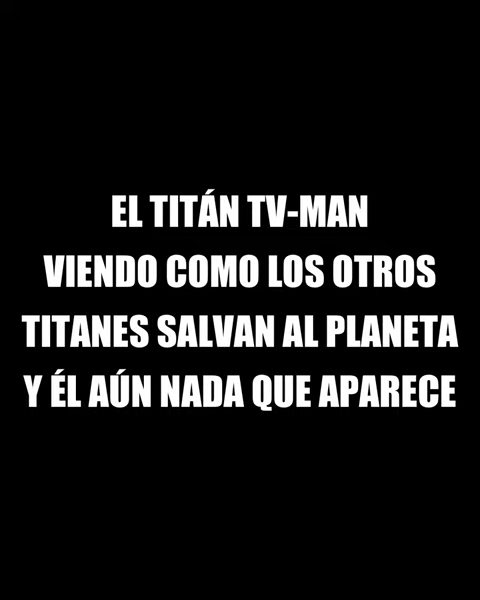 EL TITÁN TV-MAN
VIENDO COMO LOS OTROS
TITANES SALVAN AL PLANETA
Y ÉL AÚN NADA QUE APARECE